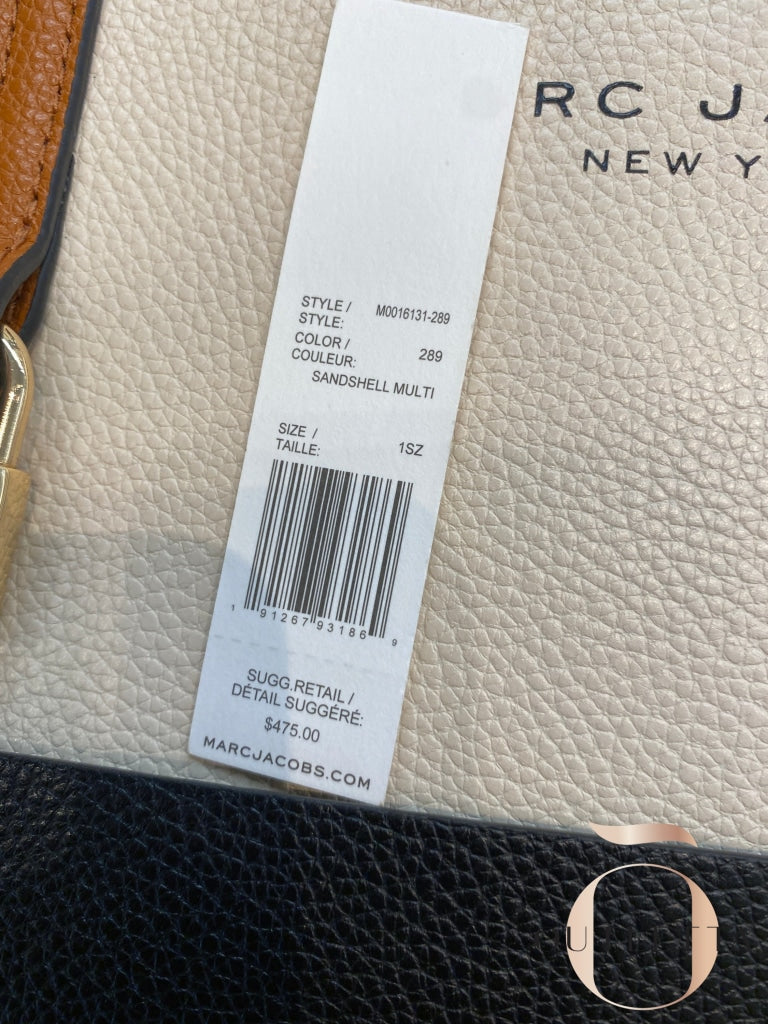 RC JA
NEW Y
STYLE / M0016131-289
STYLE:
COLOR / 289
COULEUR:
SANDSHELL MULTI
SIZE / 1SZ
TAILLE:
1 91267 93186 9
SUGG.RETAIL /
DÉTAIL SUGGÉRÉ:
$475.00
MARCJACOBS.COM